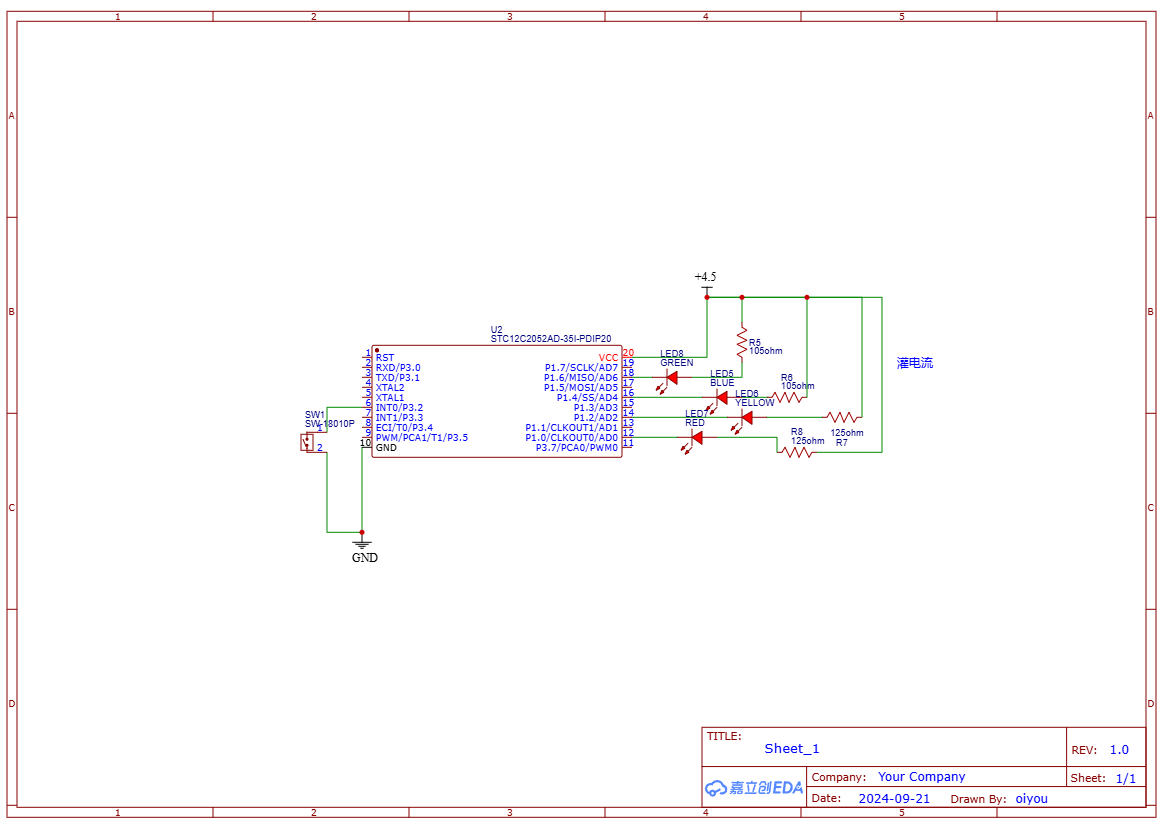 1 2 3 4 5
A A
B B
C C
D D
+4.5
U2
STC12C2052AD-35I-PDIP20
1 RST
2 RXD/P3.0
3 TXD/P3.1
4 XTAL2
5 XTAL1
6 INT0/P3.2
7 INT1/P3.3
8 ECI/T0/P3.4
9 PWM/PCA1/T1/P3.5
10 GND
VCC 20
P1.7/SCLK/AD7 19
P1.6/MISO/AD6 18
P1.5/MOSI/AD5 17
P1.4/SS/AD4 16
P1.3/AD3 15
P1.2/AD2 14
P1.1/CLKOUT1/AD1 13
P1.0/CLKOUT0/AD0 12
P3.7/PCA0/PWM0 11
SW1
SW-18010P
1
2
GND
LED8
GREEN
LED5
BLUE
LED6
YELLOW
LED7
RED
R5
105ohm
R6
105ohm
125ohm
R7
R8
125ohm
灌电流
TITLE:
Sheet_1
REV: 1.0
嘉立创EDA
Company: Your Company
Sheet: 1/1
Date: 2024-09-21 Drawn By: oiyou
1 2 3 4 5